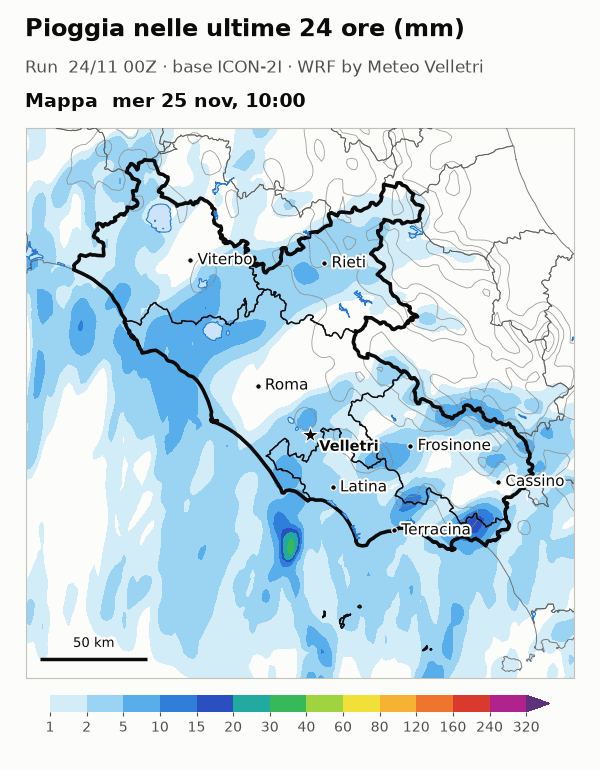 Pioggia nelle ultime 24 ore (mm)
Run  24/11 00Z · base ICON-2I · WRF by Meteo Velletri
Mappa  mer 25 nov, 10:00
Viterbo
Rieti
Roma
Velletri
Frosinone
Latina
Cassino
Terracina
50 km
1 2 5 10 15 20 30 40 60 80 120 160 240 320